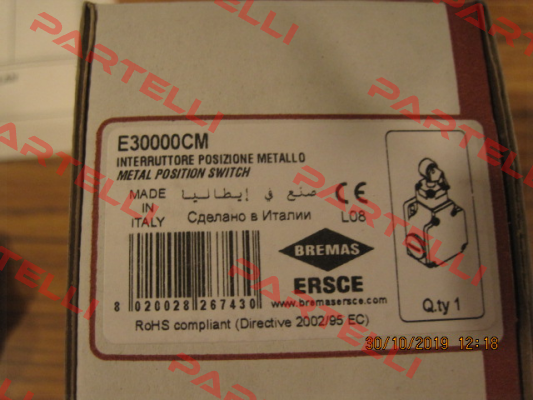 E30000CM
INTERRUTTORE POSIZIONE METALLO
METAL POSITION SWITCH
MADE IN ITALY
صنع في إيطاليا
Сделано в Италии
CE
L08
BREMAS
ERSCE
www.bremasersce.com
8 020028 267430
Q.ty 1
RoHS compliant (Directive 2002/95 EC)
30/10/2019 12:18
PARTELLI
PARTELLI
PARTELLI
PARTELLI
PARTELLI